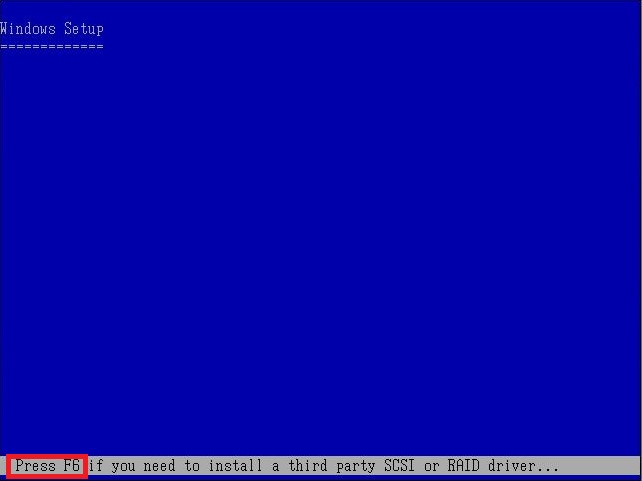 Windows Setup
=============
Press F6 if you need to install a third party SCSI or RAID driver...